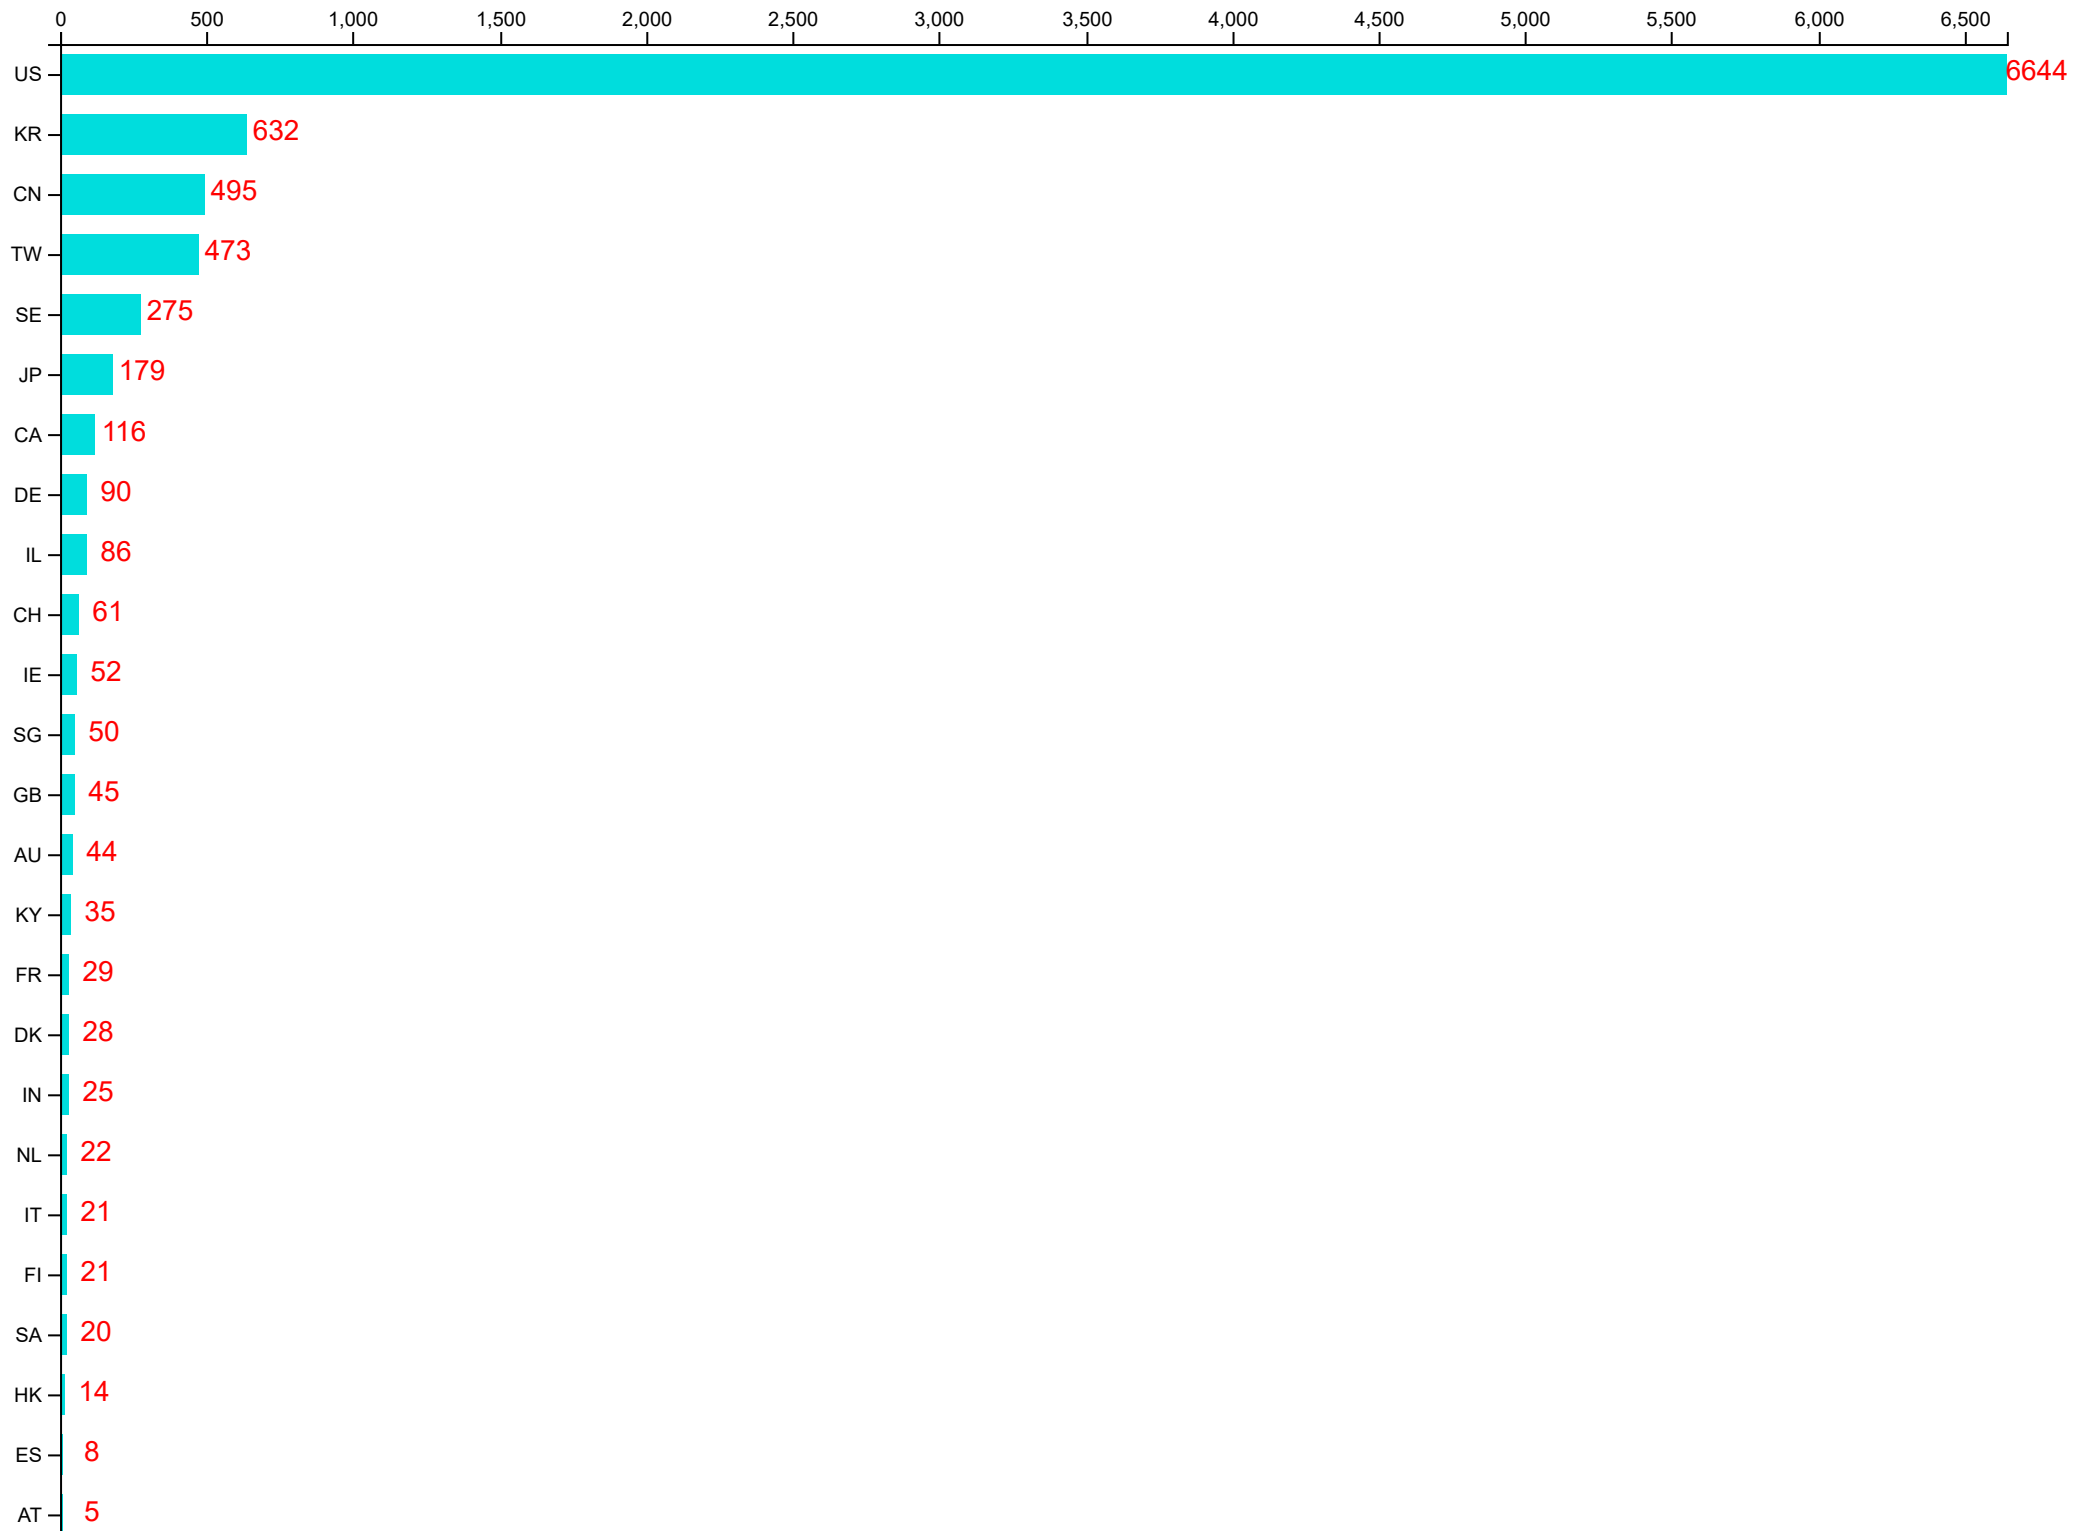 0 500 1,000 1,500 2,000 2,500 3,000 3,500 4,000 4,500 5,000 5,500 6,000 6,500
US 6644
KR 632
CN 495
TW 473
SE 275
JP 179
CA 116
DE 90
IL 86
CH 61
IE 52
SG 50
GB 45
AU 44
KY 35
FR 29
DK 28
IN 25
NL 22
IT 21
FI 21
SA 20
HK 14
ES 8
AT 5